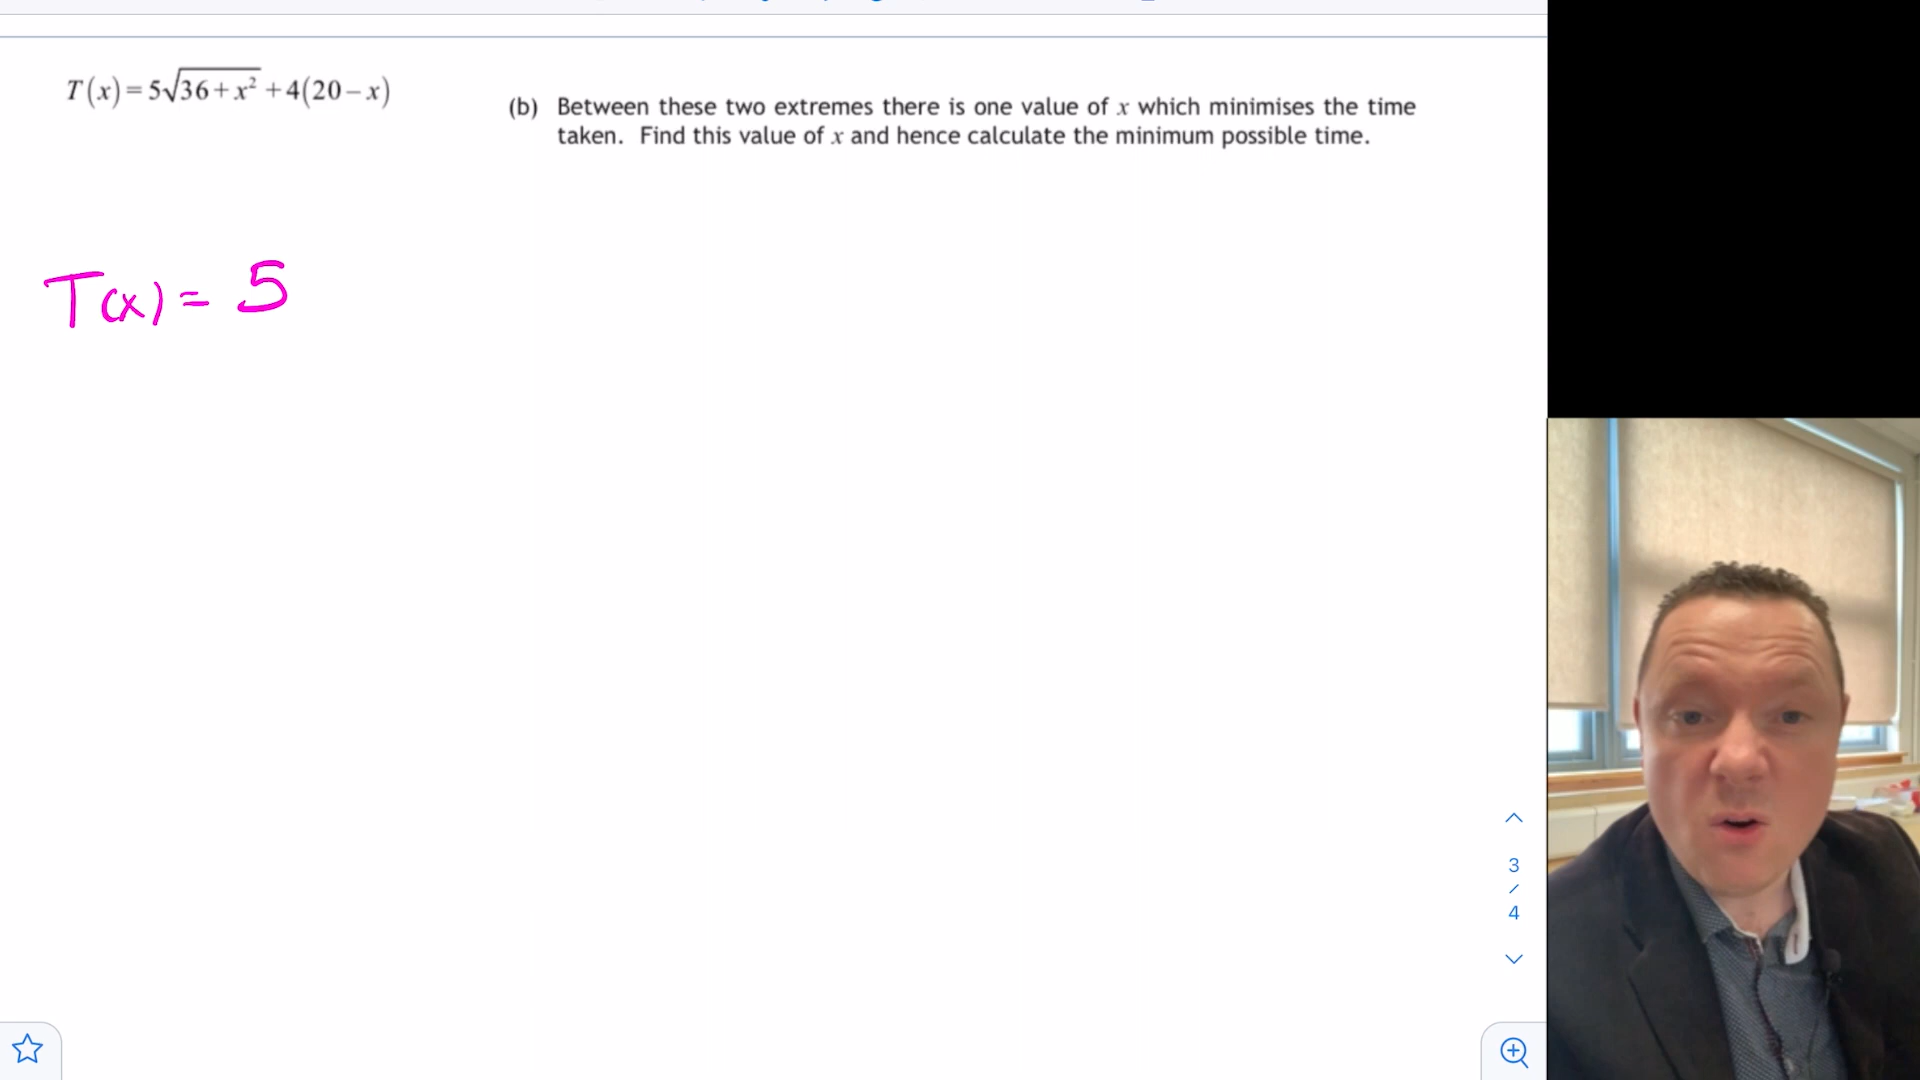 T(x) = 5√36+x² + 4(20−x)
(b) Between these two extremes there is one value of x which minimises the time
taken. Find this value of x and hence calculate the minimum possible time.
T(x) = 5
3
/
4